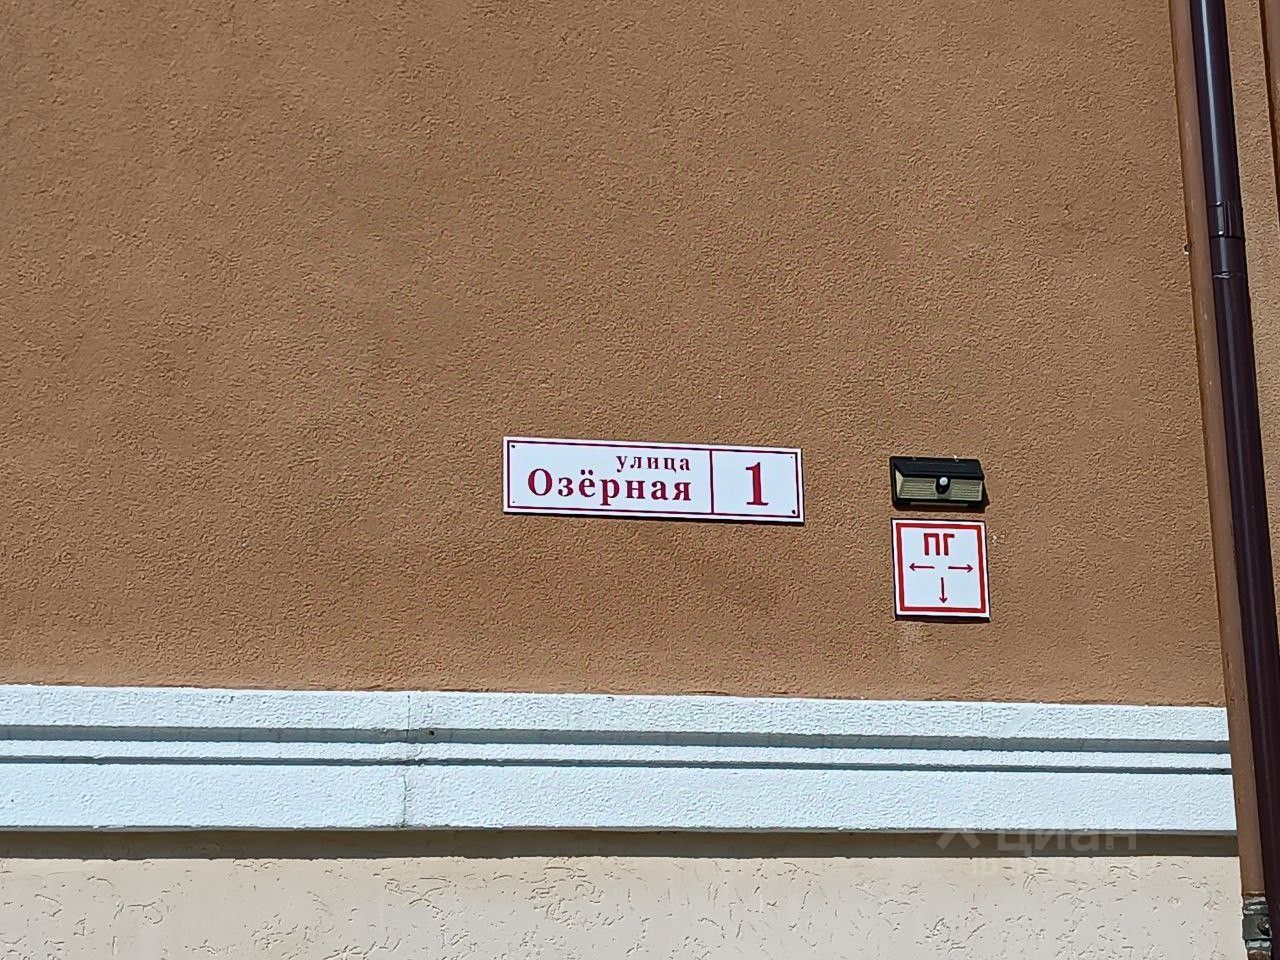 улица
Озёрная
1
ПГ
циан